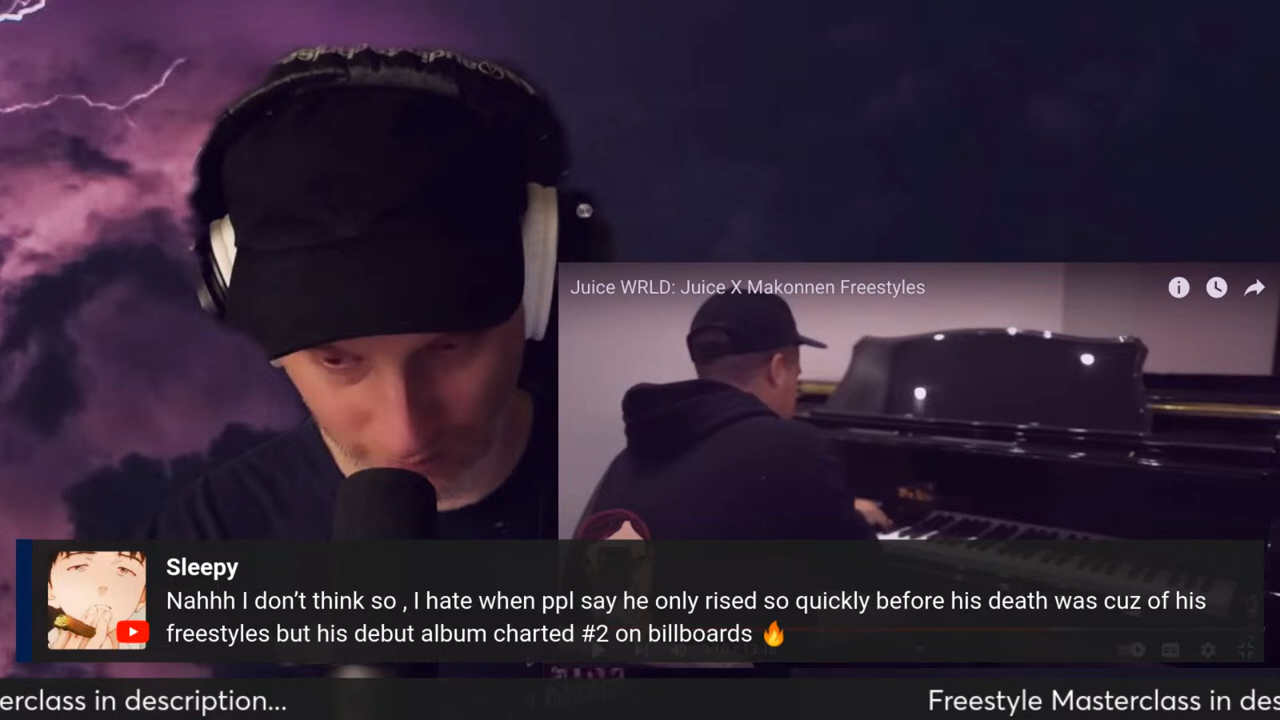 Juice WRLD: Juice X Makonnen Freestyles
Sleepy
Nahhh I don’t think so , I hate when ppl say he only rised so quickly before his death was cuz of his
freestyles but his debut album charted #2 on billboards 🔥
erclass in description...
Freestyle Masterclass in des